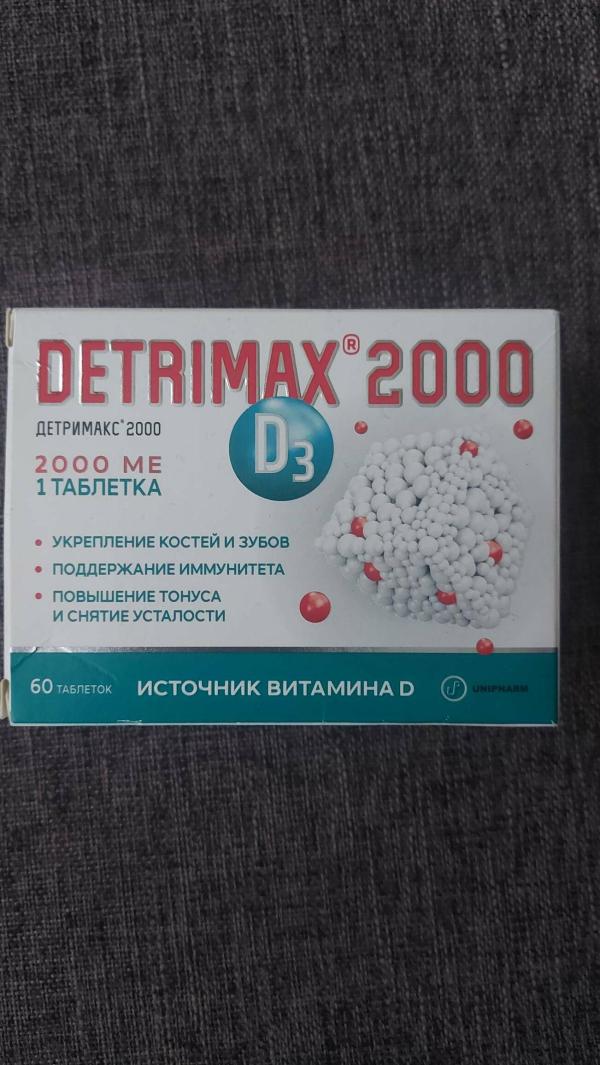 DETRIMAX® 2000
ДЕТРИМАКС® 2000
D3
2000 МЕ
1 ТАБЛЕТКА
• УКРЕПЛЕНИЕ КОСТЕЙ И ЗУБОВ
• ПОДДЕРЖАНИЕ ИММУНИТЕТА
• ПОВЫШЕНИЕ ТОНУСА
И СНЯТИЕ УСТАЛОСТИ
60 ТАБЛЕТОК
ИСТОЧНИК ВИТАМИНА D
UNIPHARM